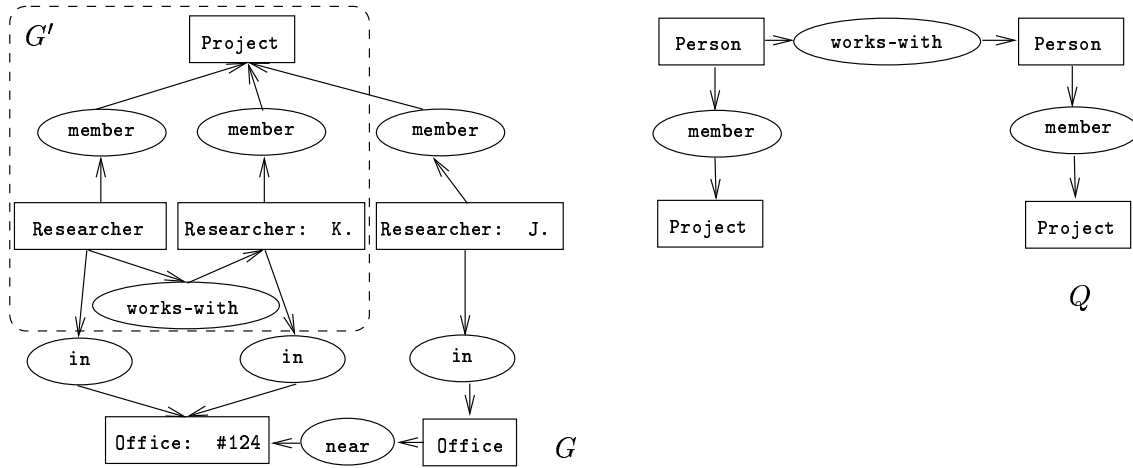 G′
Project
member
member
member
Researcher
Researcher: K.
Researcher: J.
works-with
in
in
in
Office: #124
near
Office
G
Person
works-with
Person
member
member
Project
Project
Q